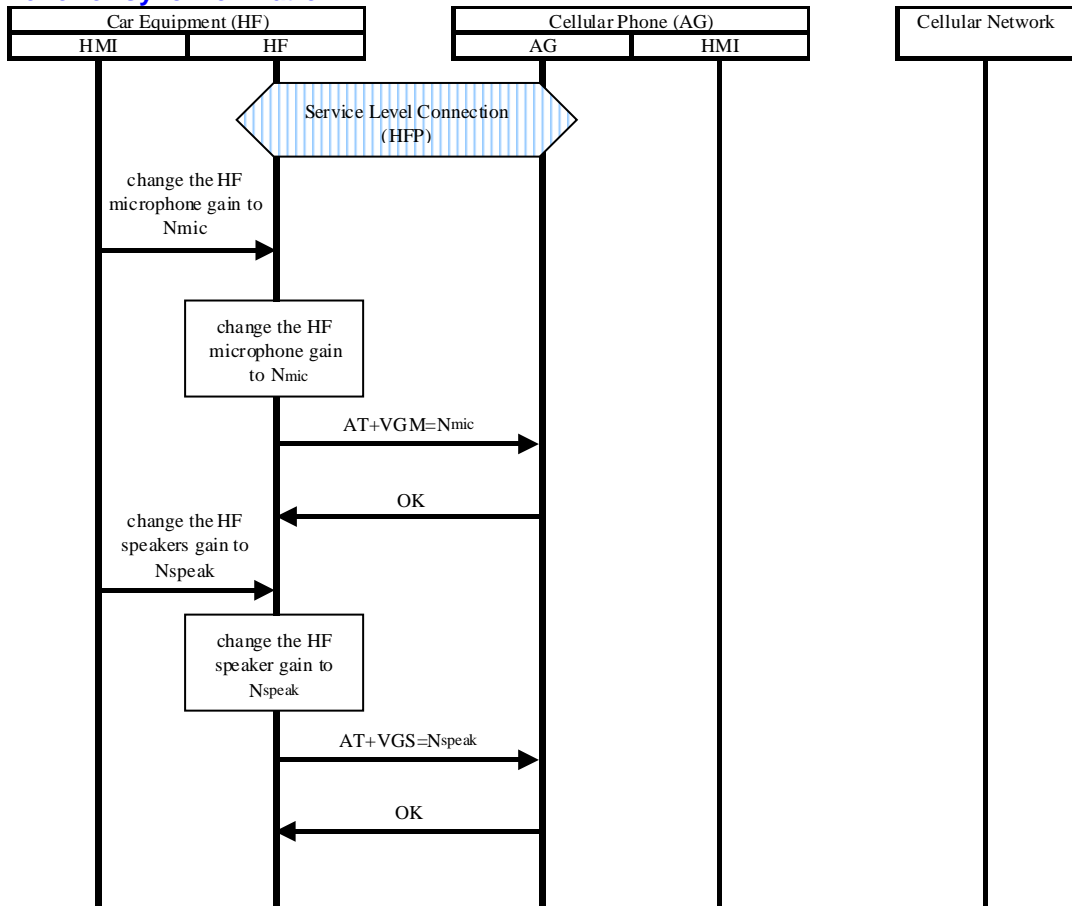 Car Equipment (HF)
Cellular Phone (AG)
Cellular Network
HMI
HF
AG
HMI
Service Level Connection
(HFP)
change the HF
microphone gain to
Nmic
change the HF
microphone gain
to Nmic
AT+VGM=Nmic
OK
change the HF
speakers gain to
Nspeak
change the HF
speaker gain to
Nspeak
AT+VGS=Nspeak
OK